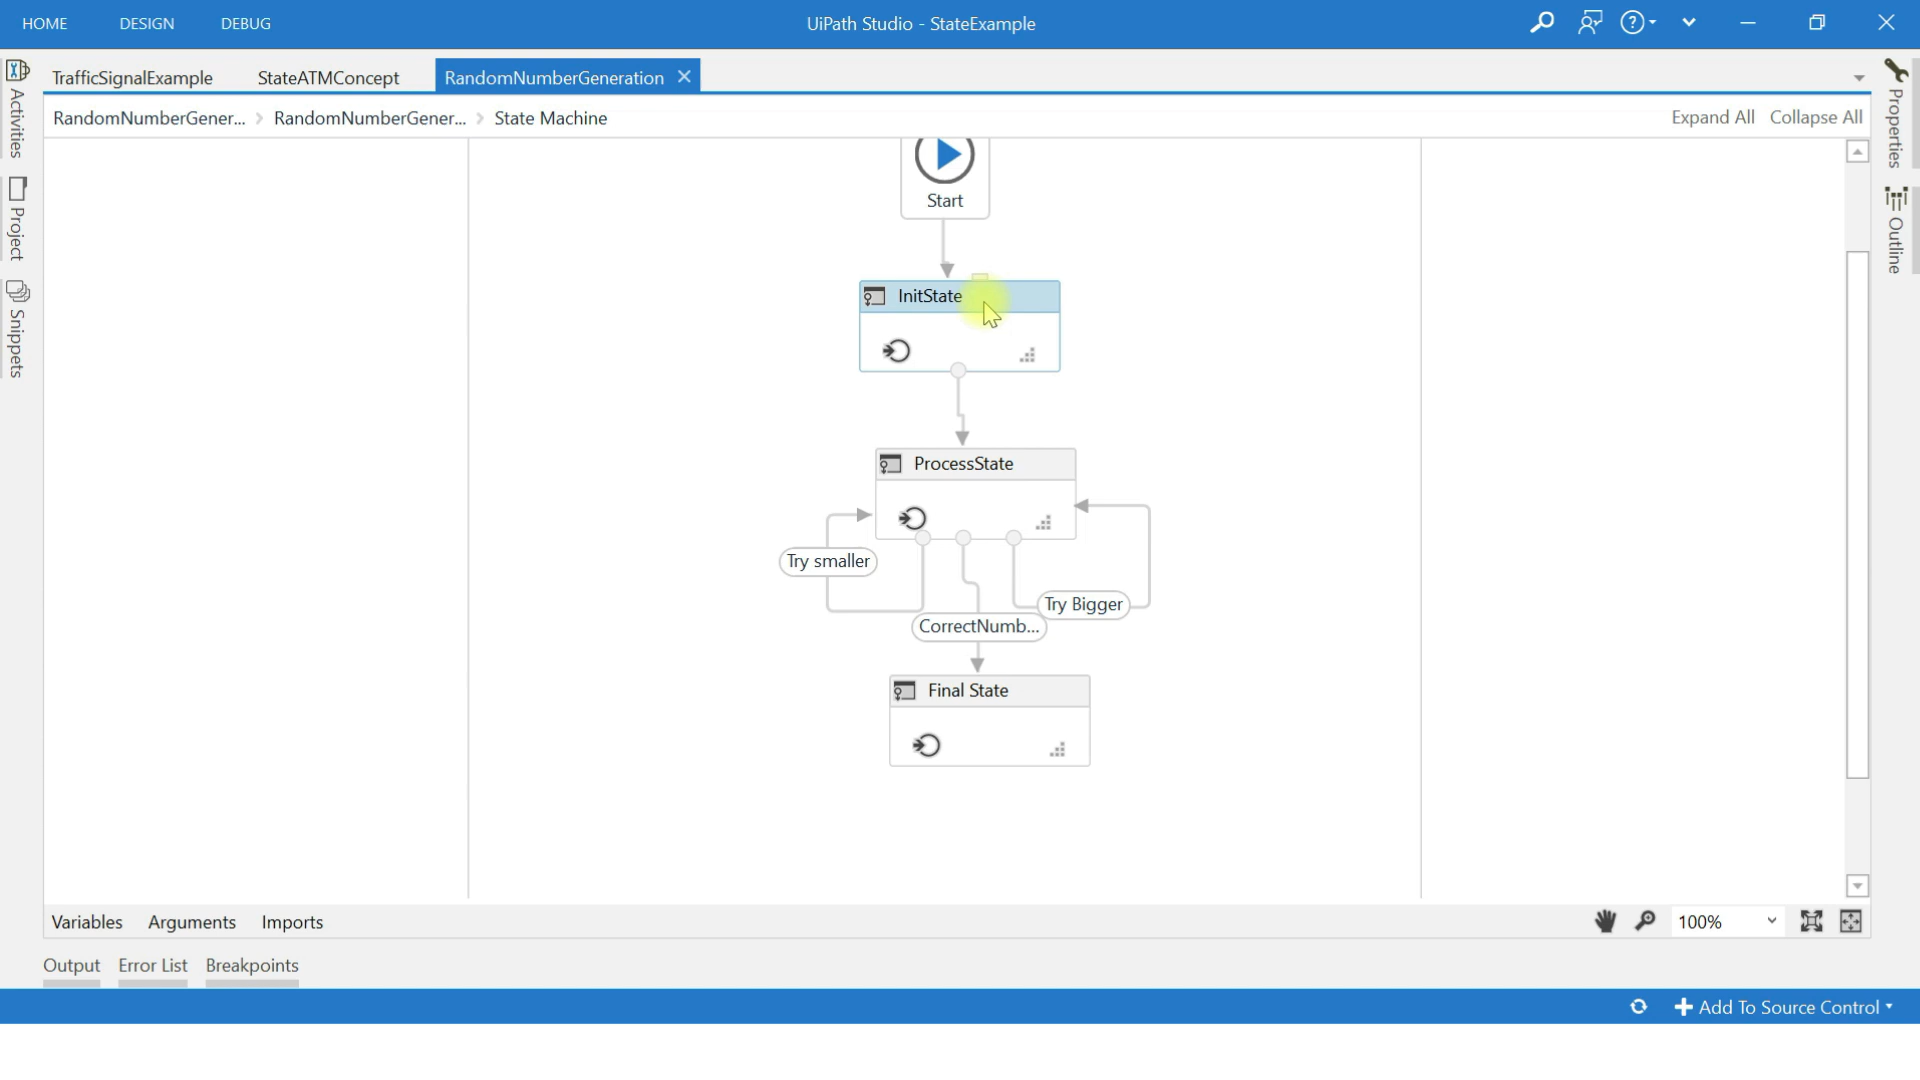 HOME DESIGN DEBUG UiPath Studio - StateExample
TrafficSignalExample StateATMConcept RandomNumberGeneration
RandomNumberGener... RandomNumberGener... State Machine Expand All Collapse All
Activities
Project
Snippets
Properties
Outline
Start
InitState
ProcessState
Try smaller
Try Bigger
CorrectNumb...
Final State
Variables Arguments Imports 100%
Output Error List Breakpoints
Add To Source Control